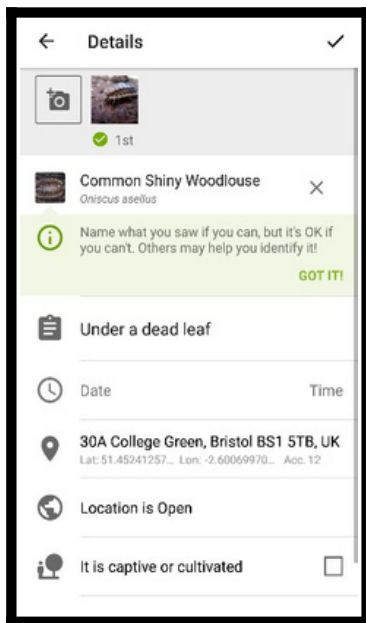 Details
1st
Common Shiny Woodlouse
Oniscus asellus
Name what you saw if you can, but it's OK if
you can't. Others may help you identify it!
GOT IT!
Under a dead leaf
Date Time
30A College Green, Bristol BS1 5TB, UK
Lat: 51.45241257... Lon: -2.60069970... Acc. 12
Location is Open
It is captive or cultivated